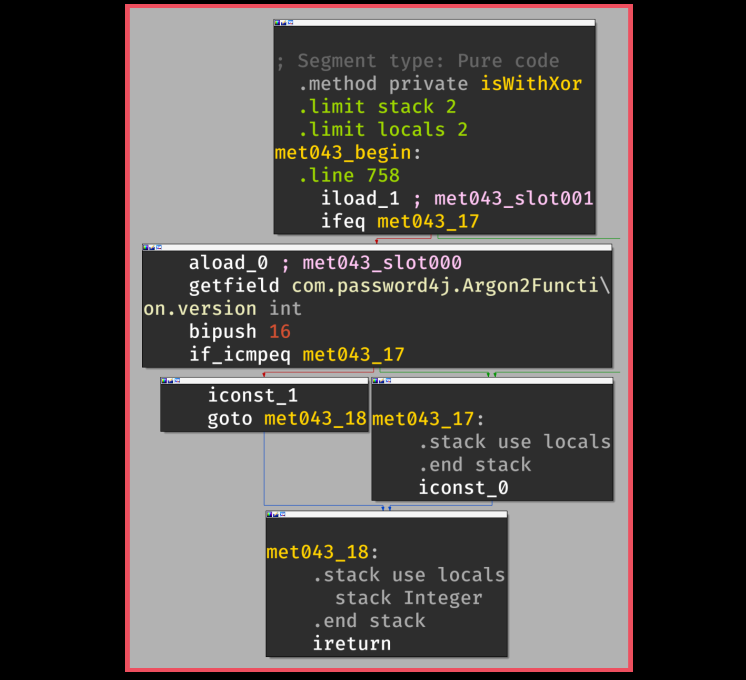 ; Segment type: Pure code
.method private isWithXor
.limit stack 2
.limit locals 2
met043_begin:
.line 758
iload_1 ; met043_slot001
ifeq met043_17
aload_0 ; met043_slot000
getfield com.password4j.Argon2Functi\
on.version int
bipush 16
if_icmpeq met043_17
iconst_1
goto met043_18
met043_17:
.stack use locals
.end stack
iconst_0
met043_18:
.stack use locals
stack Integer
.end stack
ireturn